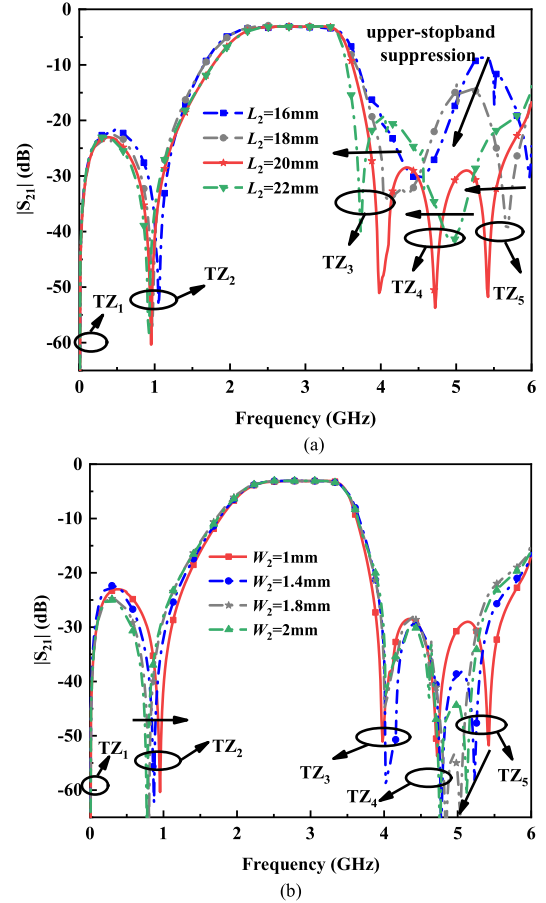 0
-10
-20
-30
-40
-50
-60
|S21| (dB)
upper-stopband
suppression
L2=16mm
L2=18mm
L2=20mm
L2=22mm
TZ1
TZ2
TZ3
TZ4
TZ5
0 1 2 3 4 5 6
Frequency (GHz)
(a)
0
-10
-20
-30
-40
-50
-60
|S21| (dB)
W2=1mm
W2=1.4mm
W2=1.8mm
W2=2mm
TZ1
TZ2
TZ3
TZ4
TZ5
0 1 2 3 4 5 6
Frequency (GHz)
(b)